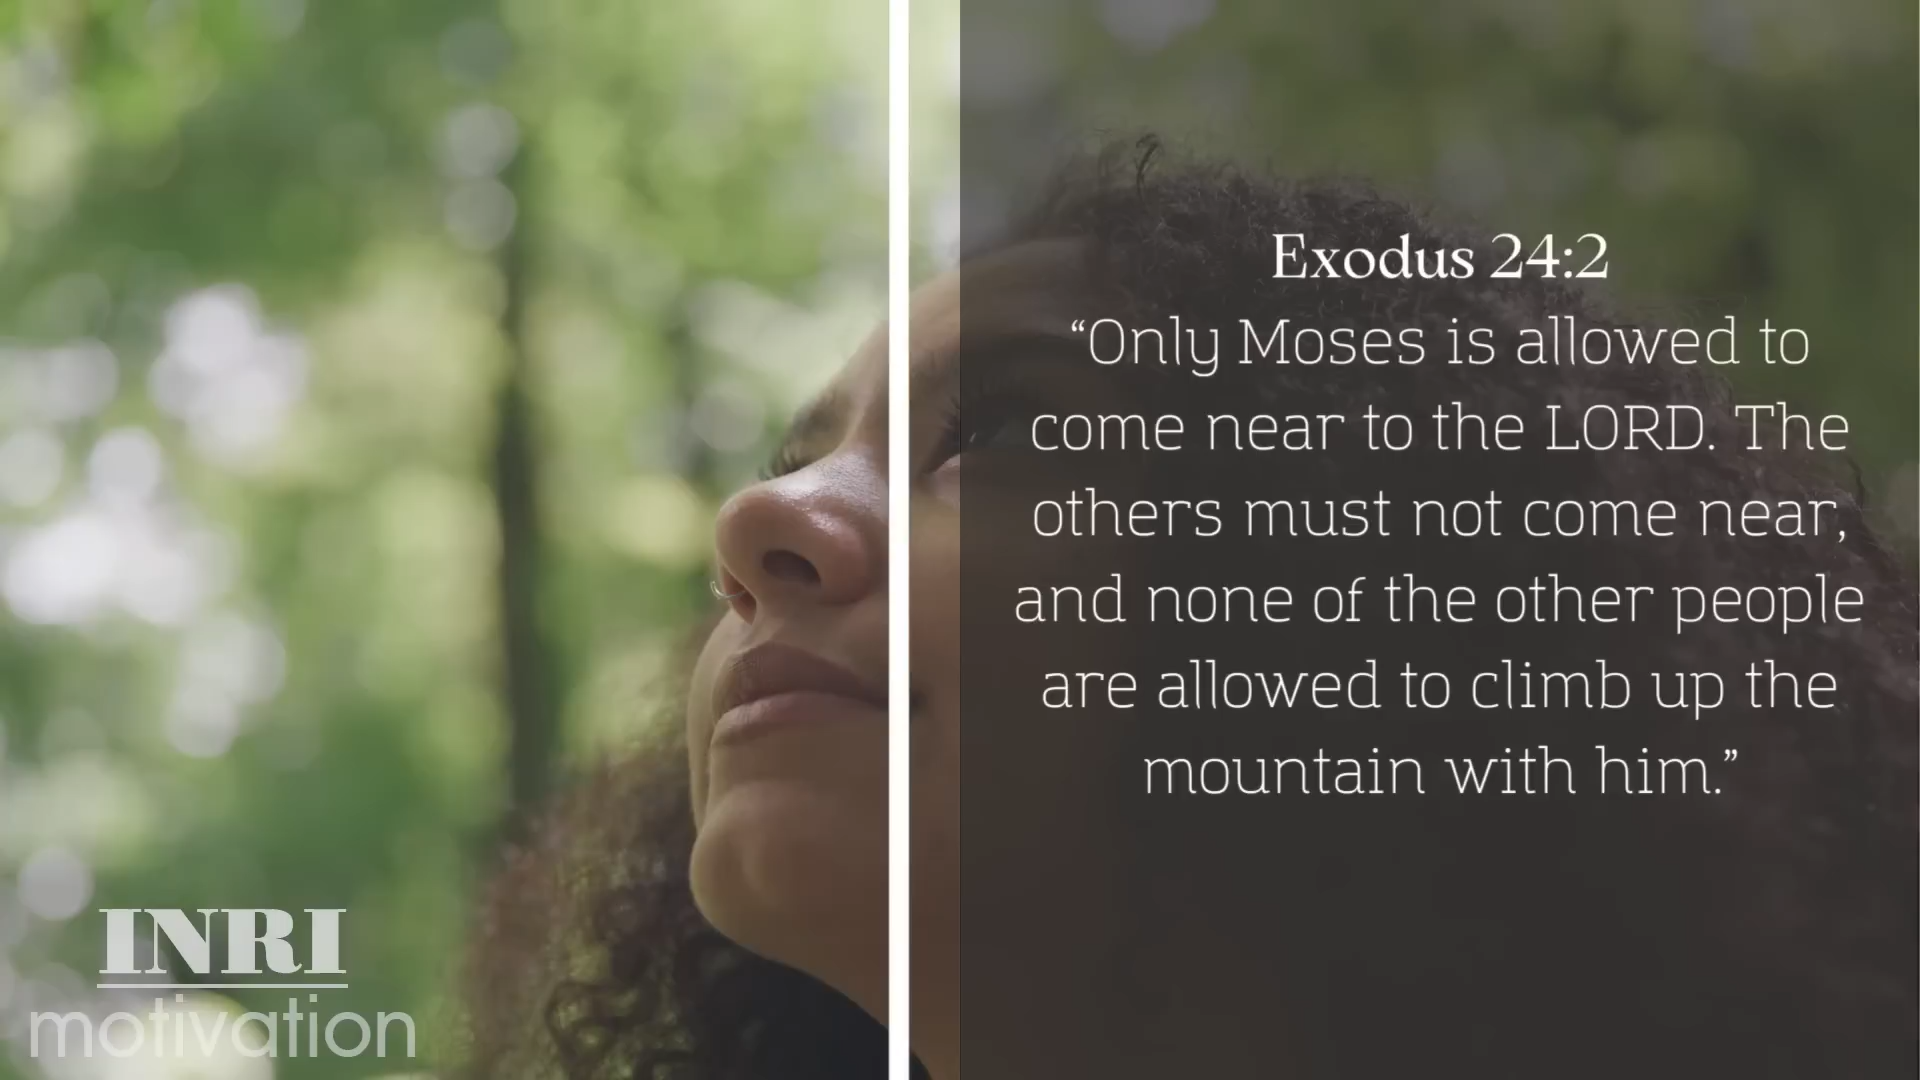 Exodus 24:2
“Only Moses is allowed to
come near to the LORD. The
others must not come near,
and none of the other people
are allowed to climb up the
mountain with him.”
INRI
motivation